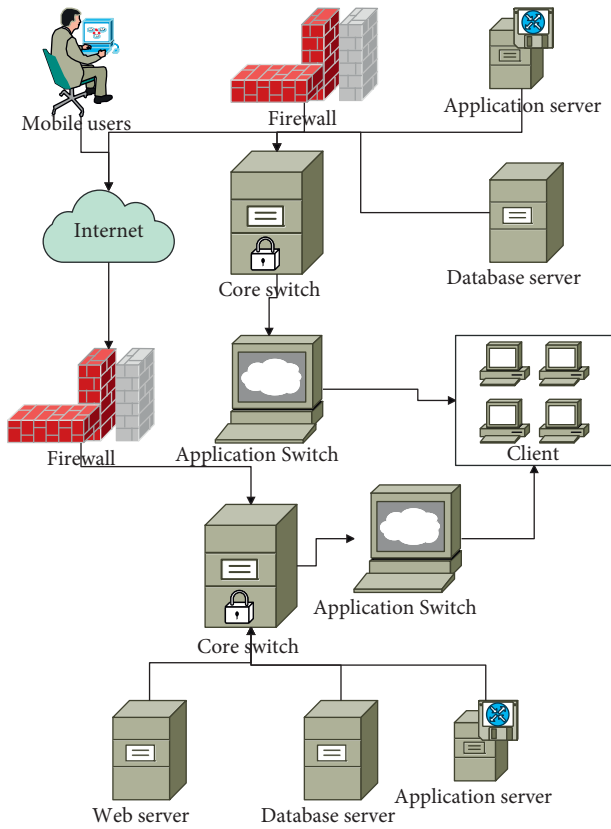 Mobile users
Firewall
Application server
Internet
Core switch
Database server
Firewall
Application Switch
Client
Application Switch
Core switch
Web server
Database server
Application server